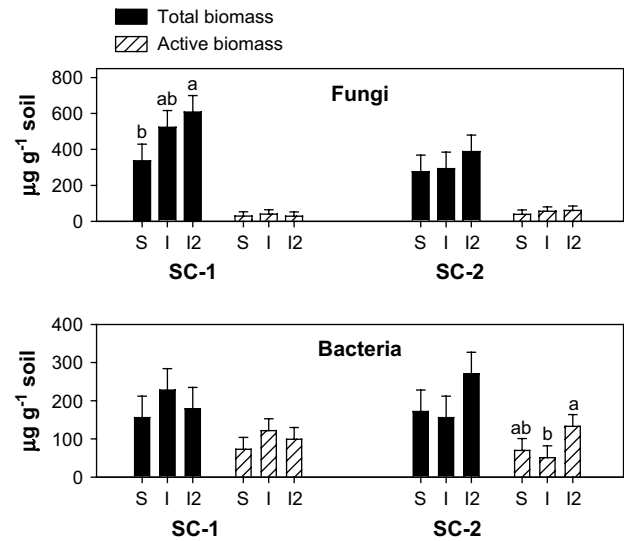 Total biomass
Active biomass
Fungi
µg g⁻¹ soil
800
600
400
200
0
b ab a
S I I2 S I I2 S I I2 S I I2
SC-1 SC-2
Bacteria
µg g⁻¹ soil
400
300
200
100
0
ab b a
S I I2 S I I2 S I I2 S I I2
SC-1 SC-2